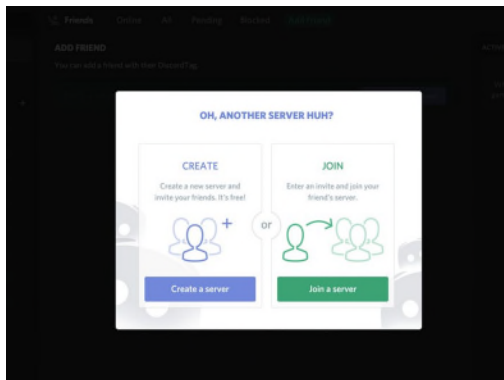 Friends Online All Pending Blocked Add Friend
ADD FRIEND
You can add a friend with their DiscordTag.
OH, ANOTHER SERVER HUH?
CREATE
Create a new server and
invite your friends. It's free!
or
Create a server
JOIN
Enter an invite and join your
friend's server.
Join a server